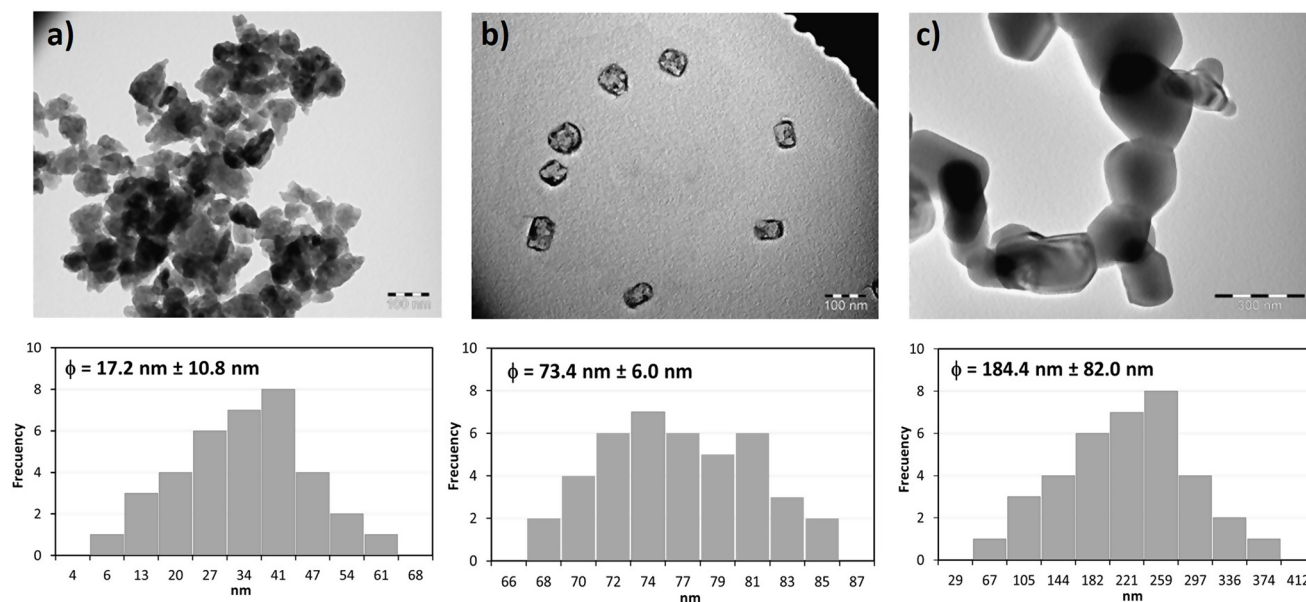 a)
100 nm
b)
100 nm
c)
300 nm
ϕ = 17.2 nm ± 10.8 nm
Frecuency
10
8
6
4
2
0
4 6 13 20 27 34 41 47 54 61 68
nm
ϕ = 73.4 nm ± 6.0 nm
Frecuency
10
8
6
4
2
0
66 68 70 72 74 77 79 81 83 85 87
nm
ϕ = 184.4 nm ± 82.0 nm
Frecuency
10
8
6
4
2
0
29 67 105 144 182 221 259 297 336 374 412
nm